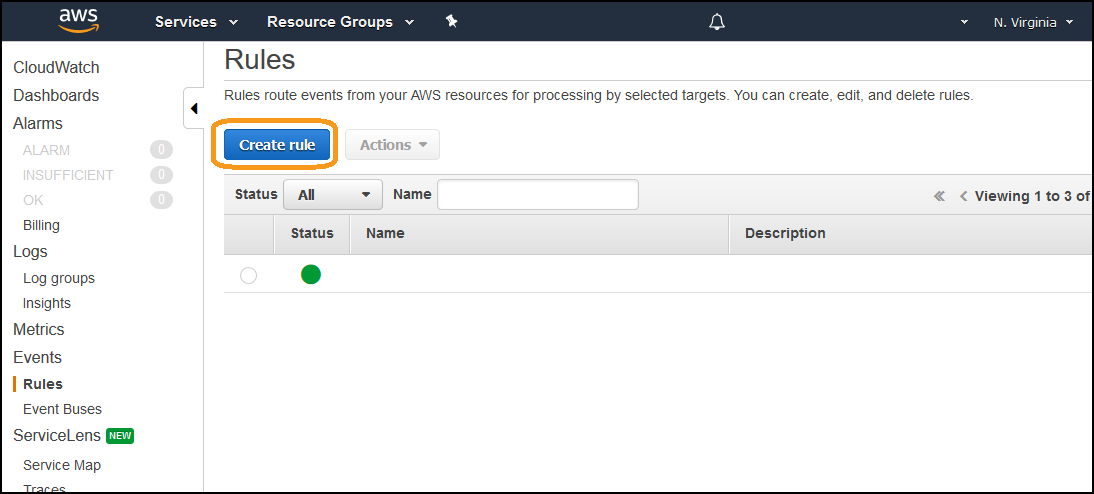 aws Services Resource Groups N. Virginia
CloudWatch
Dashboards
Alarms
ALARM 0
INSUFFICIENT 0
OK 0
Billing
Logs
Log groups
Insights
Metrics
Events
Rules
Event Buses
ServiceLens NEW
Service Map
Traces
Rules
Rules route events from your AWS resources for processing by selected targets. You can create, edit, and delete rules.
Create rule Actions
Status All Name « < Viewing 1 to 3 of
Status Name Description